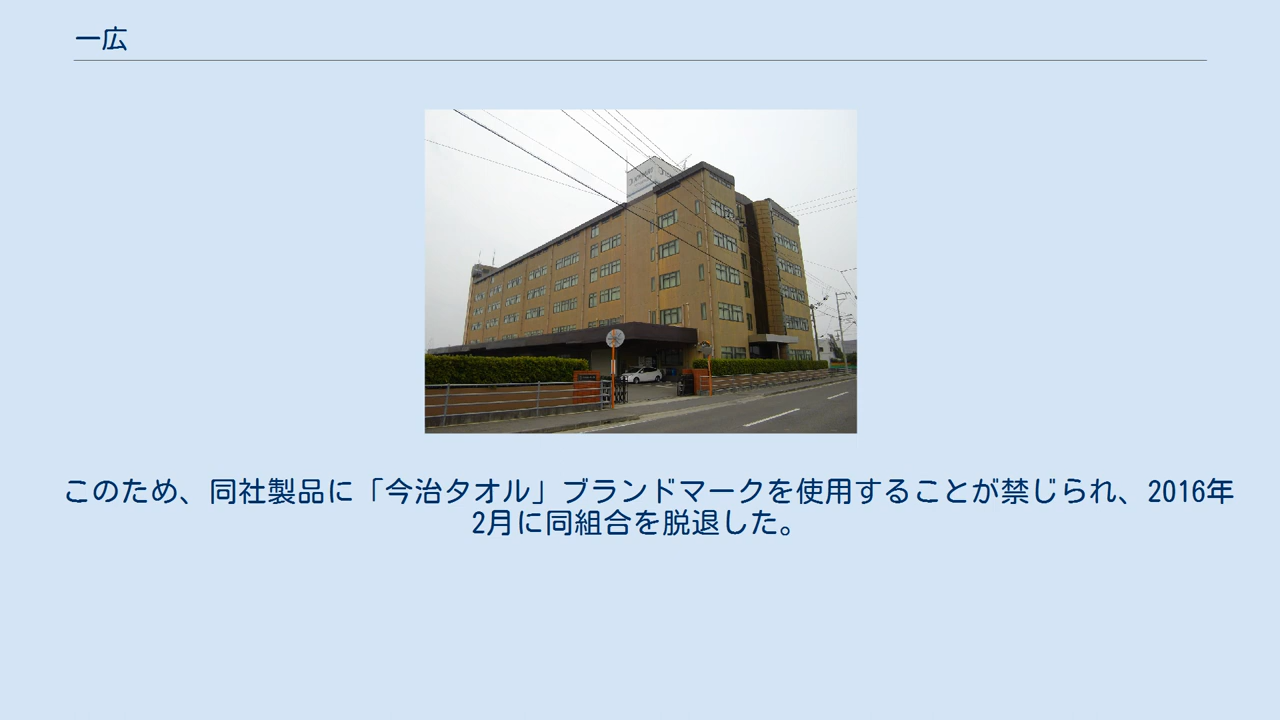 一広
このため、同社製品に「今治タオル」ブランドマークを使用することが禁じられ、2016年
2月に同組合を脱退した。